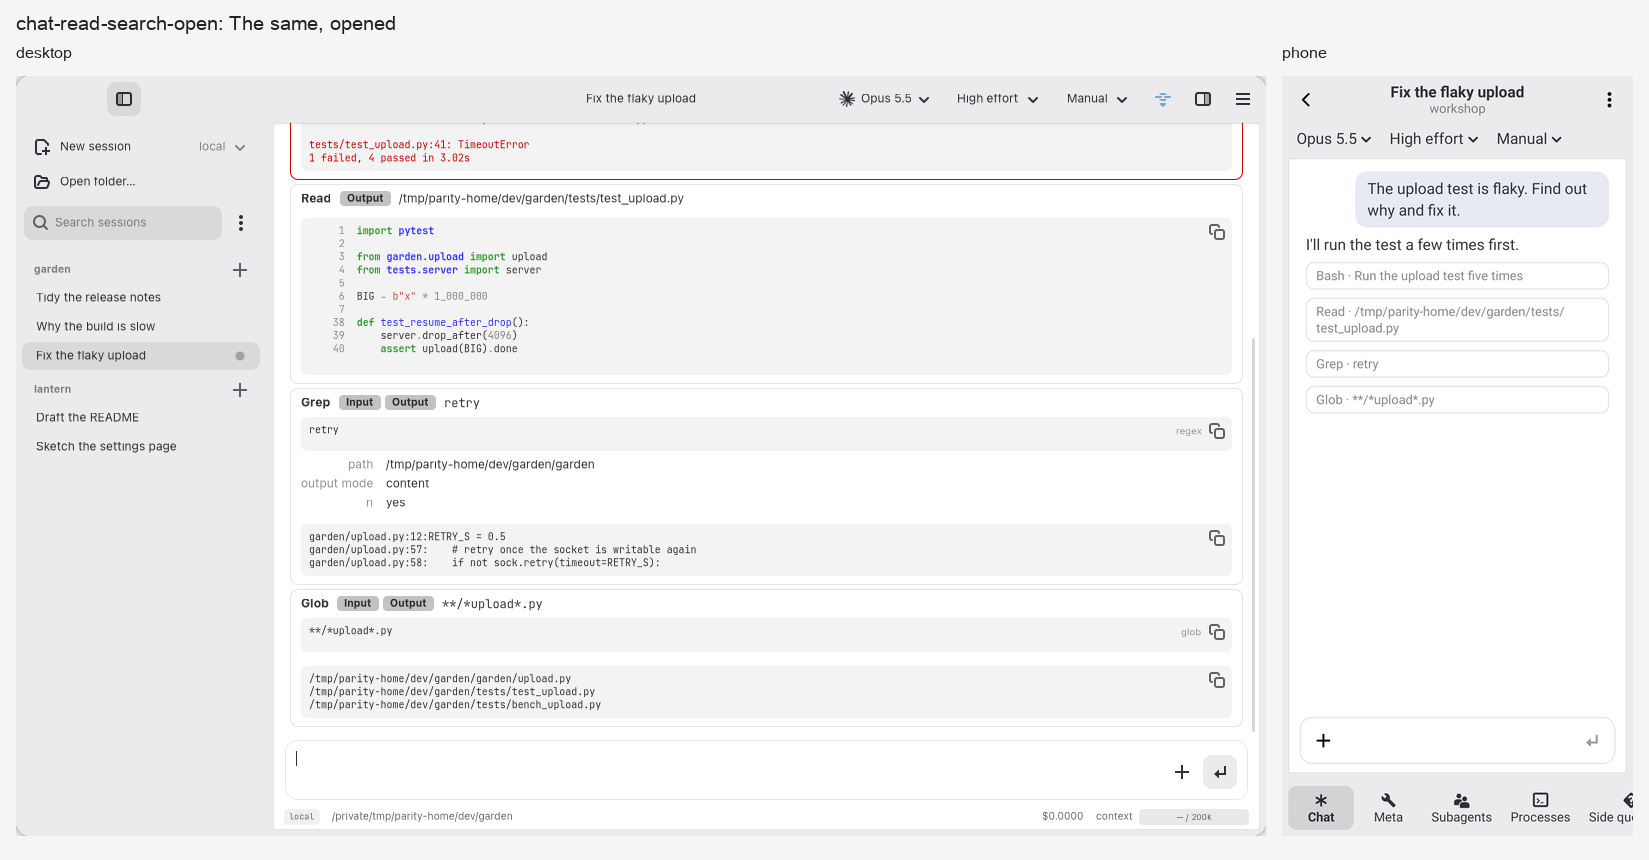 chat-read-search-open: The same, opened
desktop
Fix the flaky upload
Opus 5.5
High effort
Manual
New session
local
Open folder...
Search sessions
garden
Tidy the release notes
Why the build is slow
Fix the flaky upload
lantern
Draft the README
Sketch the settings page
tests/test_upload.py:41: TimeoutError
1 failed, 4 passed in 3.02s
Read Output /tmp/parity-home/dev/garden/tests/test_upload.py
1 import pytest
2
3 from garden.upload import upload
4 from tests.server import server
5
6 BIG = b"x" * 1_000_000
7
38 def test_resume_after_drop():
39 server.drop_after(4096)
40 assert upload(BIG).done
Grep Input Output retry
retry
regex
path /tmp/parity-home/dev/garden/garden
output mode content
n yes
garden/upload.py:12:RETRY_S = 0.5
garden/upload.py:57: # retry once the socket is writable again
garden/upload.py:58: if not sock.retry(timeout=RETRY_S):
Glob Input Output **/*upload*.py
**/*upload*.py
glob
/tmp/parity-home/dev/garden/garden/upload.py
/tmp/parity-home/dev/garden/tests/test_upload.py
/tmp/parity-home/dev/garden/tests/bench_upload.py
local /private/tmp/parity-home/dev/garden
$0.0000 context — / 200k
phone
Fix the flaky upload
workshop
Opus 5.5 High effort Manual
The upload test is flaky. Find out
why and fix it.
I'll run the test a few times first.
Bash · Run the upload test five times
Read · /tmp/parity-home/dev/garden/tests/
test_upload.py
Grep · retry
Glob · **/*upload*.py
Chat Meta Subagents Processes Side